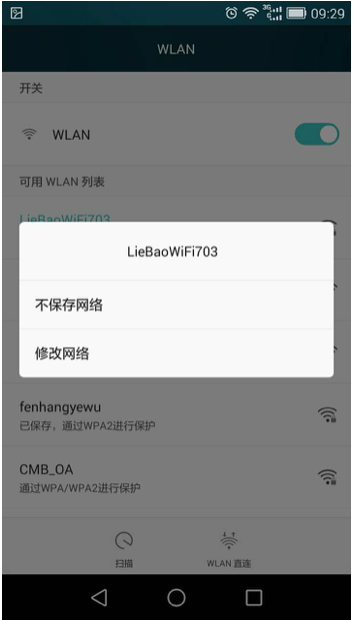 3G
G
09:29
WLAN
开关
WLAN
可用 WLAN 列表
LieBaoWiFi703
LieBaoWiFi703
不保存网络
修改网络
fenhangyewu
已保存，通过WPA2进行保护
CMB_OA
通过WPA/WPA2进行保护
扫描
WLAN 直连